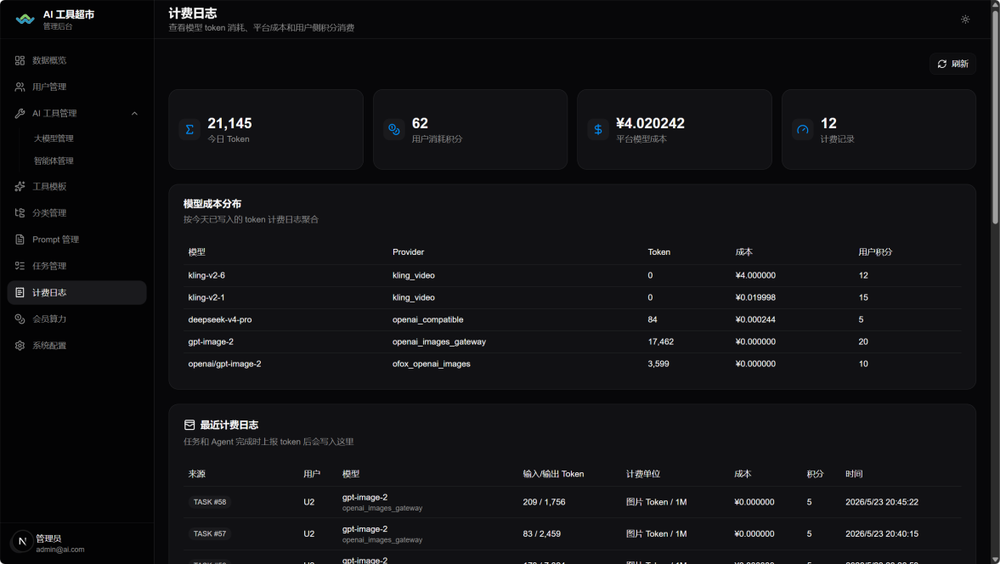 AI 工具超市
管理后台
数据概览
用户管理
AI 工具管理
大模型管理
智能体管理
工具模板
分类管理
Prompt 管理
任务管理
计费日志
会员算力
系统配置
N
管理员
admin@ai.com
计费日志
查看模型 token 消耗、平台成本和用户侧积分消费
刷新
21,145
今日 Token
62
用户消耗积分
¥4.020242
平台模型成本
12
计费记录
模型成本分布
按今天已写入的 token 计费日志聚合
模型 Provider Token 成本 用户积分
kling-v2-6 kling_video 0 ¥4.000000 12
kling-v2-1 kling_video 0 ¥0.019998 15
deepseek-v4-pro openai_compatible 84 ¥0.000244 5
gpt-image-2 openai_images_gateway 17,462 ¥0.000000 20
openai/gpt-image-2 ofox_openai_images 3,599 ¥0.000000 10
最近计费日志
任务和 Agent 完成时上报 token 后会写入这里
来源 用户 模型 输入/输出 Token 计费单位 成本 积分 时间
TASK #58 U2 gpt-image-2 209 / 1,756 图片 Token / 1M ¥0.000000 5 2026/5/23 20:45:22
openai_images_gateway
TASK #57 U2 gpt-image-2 83 / 2,459 图片 Token / 1M ¥0.000000 5 2026/5/23 20:40:15
openai_images_gateway
gpt-image-2